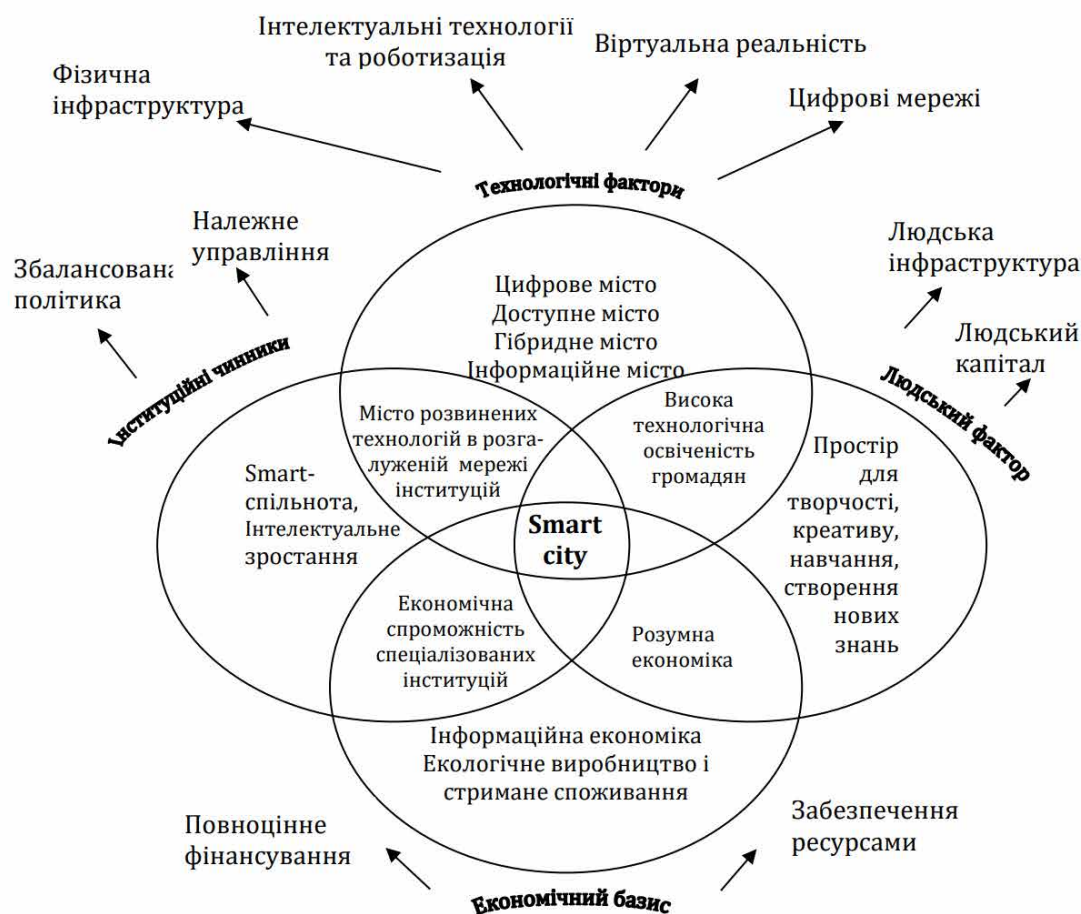 Інтелектуальні технології
та роботизація
Віртуальна реальність
Фізична
інфраструктура
Цифрові мережі
Технологічні фактори
Належне
управління
Збалансована
політика
Людська
інфраструктура
Людський
капітал
Інституційні чинники
Людський фактор
Цифрове місто
Доступне місто
Гібридне місто
Інформаційне місто
Місто розвинених
технологій в розга-
луженій мережі
інституцій
Висока
технологічна
освіченість
громадян
Smart-
спільнота,
Інтелектуальне
зростання
Простір
для
творчості,
креативу,
навчання,
створення
нових
знань
Smart
city
Економічна
спроможність
спеціалізованих
інституцій
Розумна
економіка
Інформаційна економіка
Екологічне виробництво і
стримане споживання
Повноцінне
фінансування
Забезпечення
ресурсами
Економічний базис